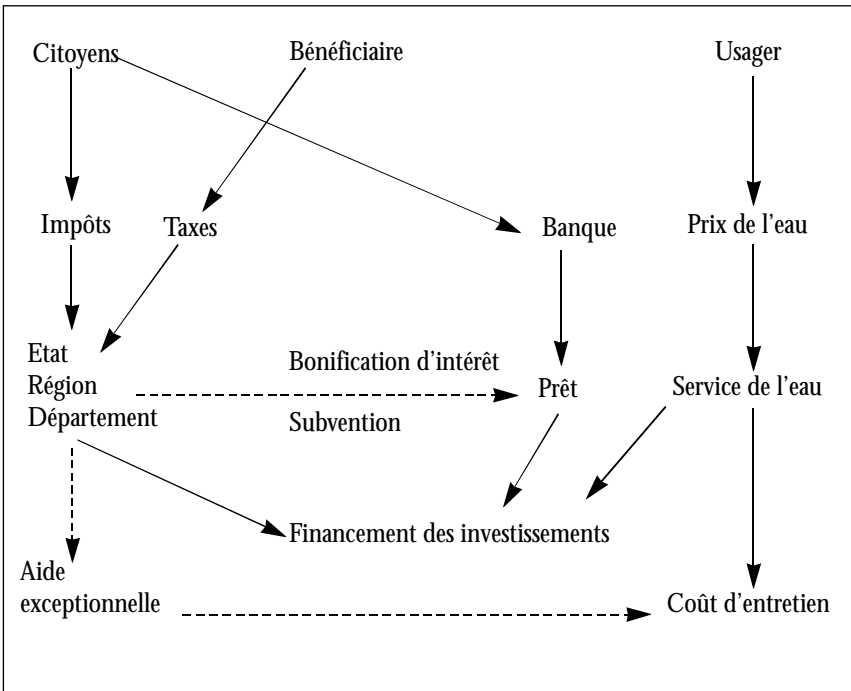 Citoyens
Bénéficiaire
Usager
Impôts
Taxes
Banque
Prix de l'eau
Etat
Région
Département
Bonification d'intérêt
Subvention
Prêt
Service de l'eau
Financement des investissements
Aide
exceptionnelle
Coût d'entretien